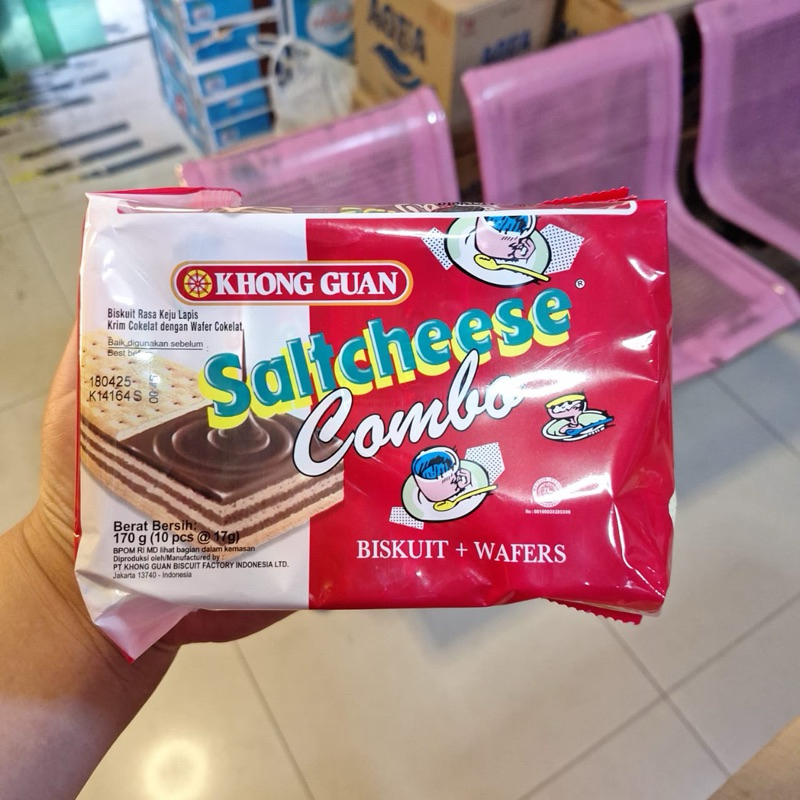 AQUA
AQUA
KHONG GUAN
Biskuit Rasa Keju Lapis
Krim Cokelat dengan Wafer Cokelat
Baik digunakan sebelum
180425
K14164 S
Saltcheese®
Combo
Berat Bersih:
170 g (10 pcs @ 17g)
BPOM RI MD lihat bagian dalam kemasan
Diproduksi oleh/Manufactured by :
PT KHONG GUAN BISCUIT FACTORY INDONESIA LTD.
Jakarta 13740 - Indonesia
BISKUIT + WAFERS